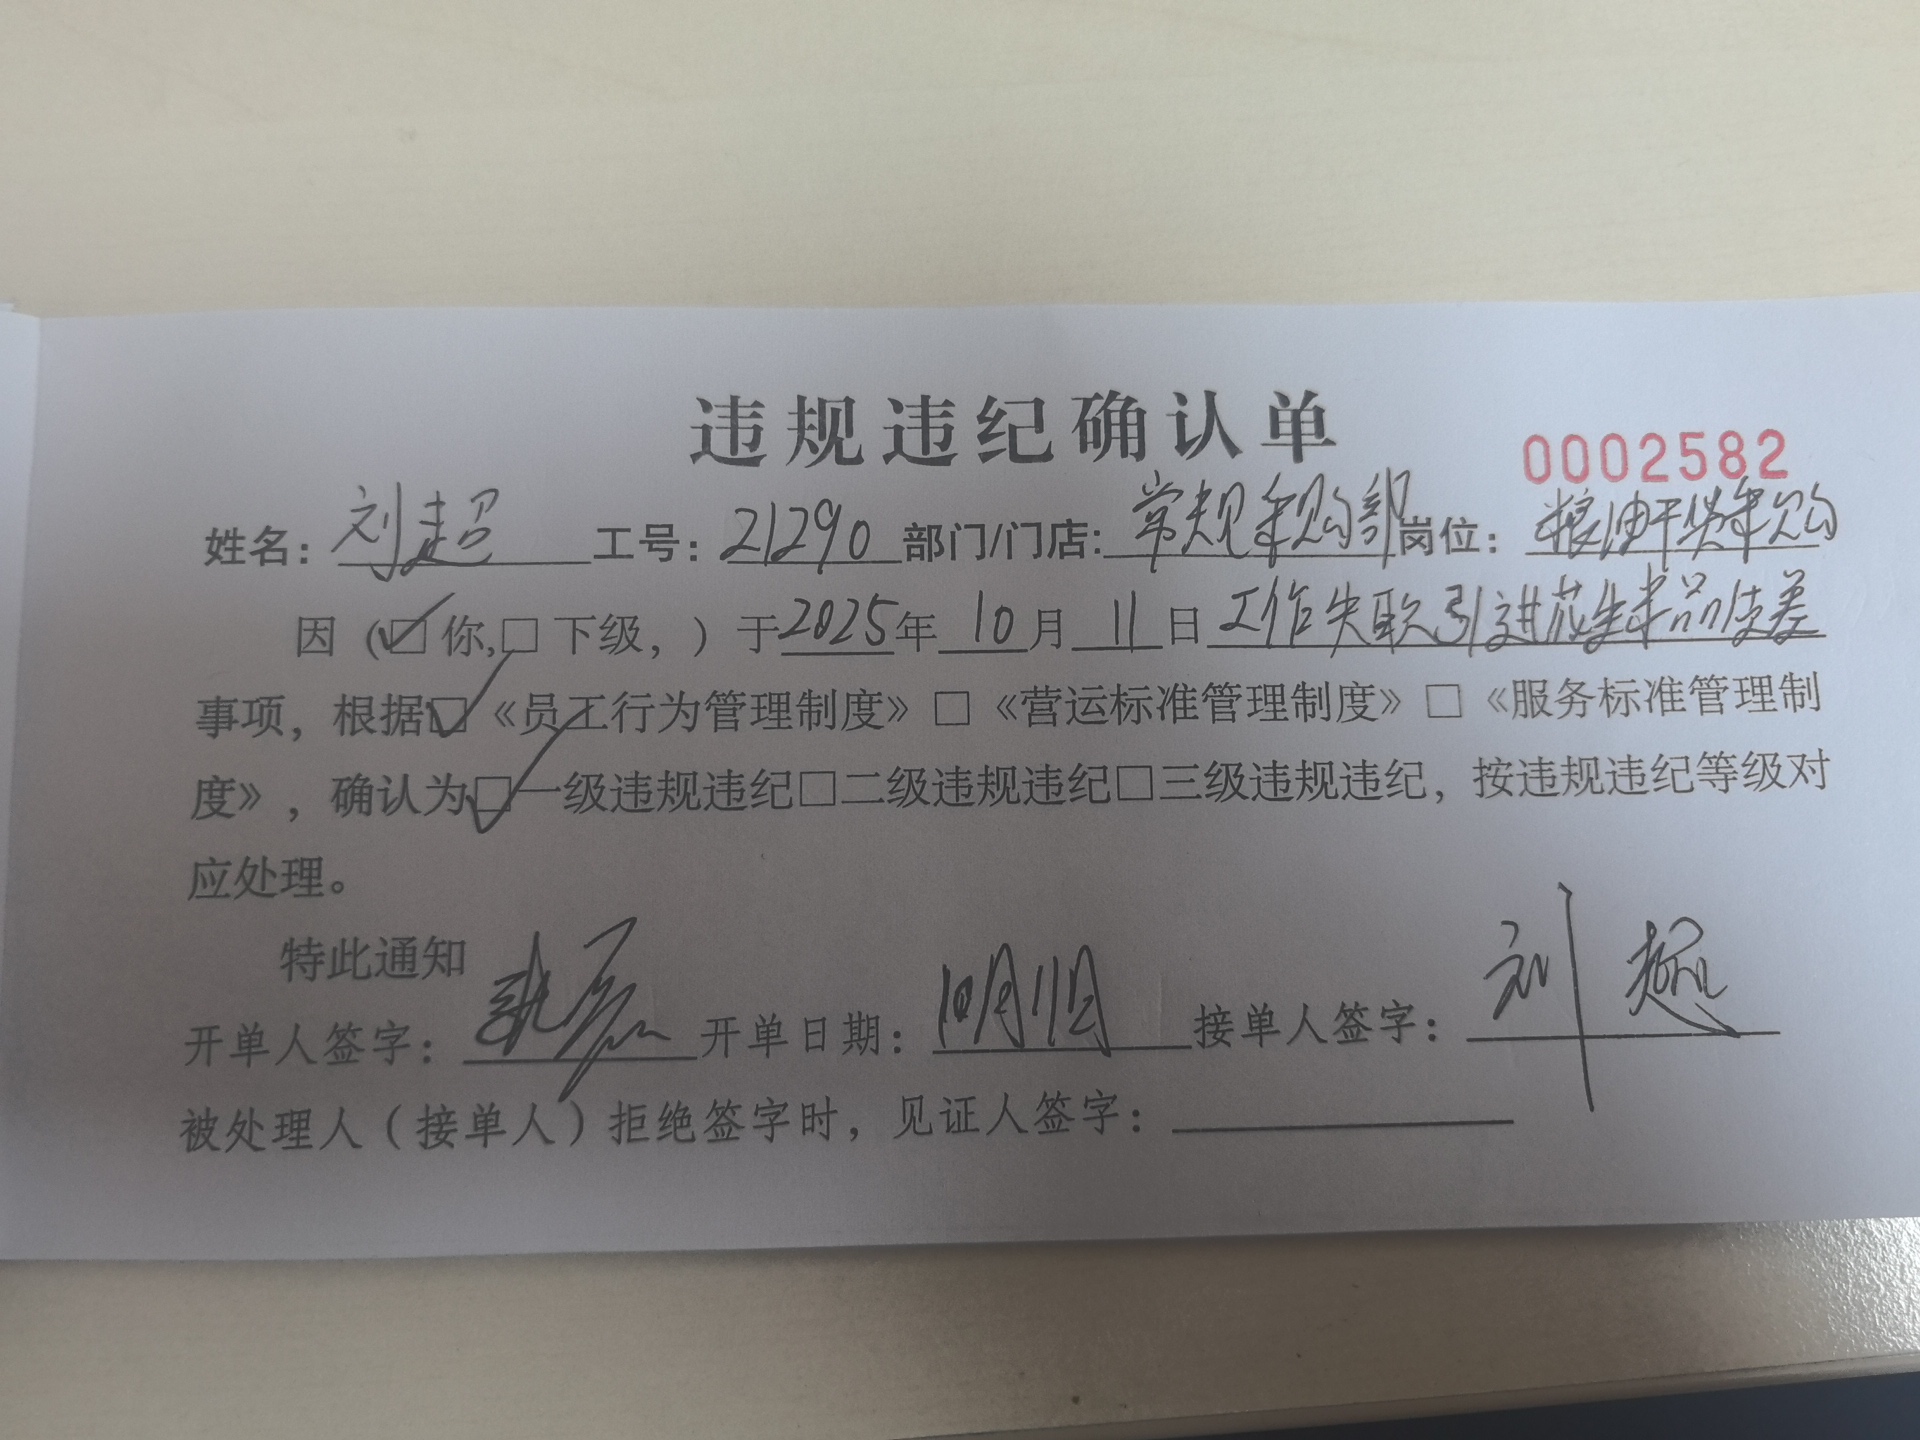 违规违纪确认单
0002582
姓名：刘超 工号：21290 部门/门店：常规采购部 岗位：粮油干货采购
因（☑你，□下级，）于2025年10月11日工作失职引进花生米品质差
事项，根据☑《员工行为管理制度》□《营运标准管理制度》□《服务标准管理制
度》，确认为☑一级违规违纪□二级违规违纪□三级违规违纪，按违规违纪等级对
应处理。
特此通知
开单人签字： 开单日期：10月11日 接单人签字：刘超
被处理人（接单人）拒绝签字时，见证人签字：